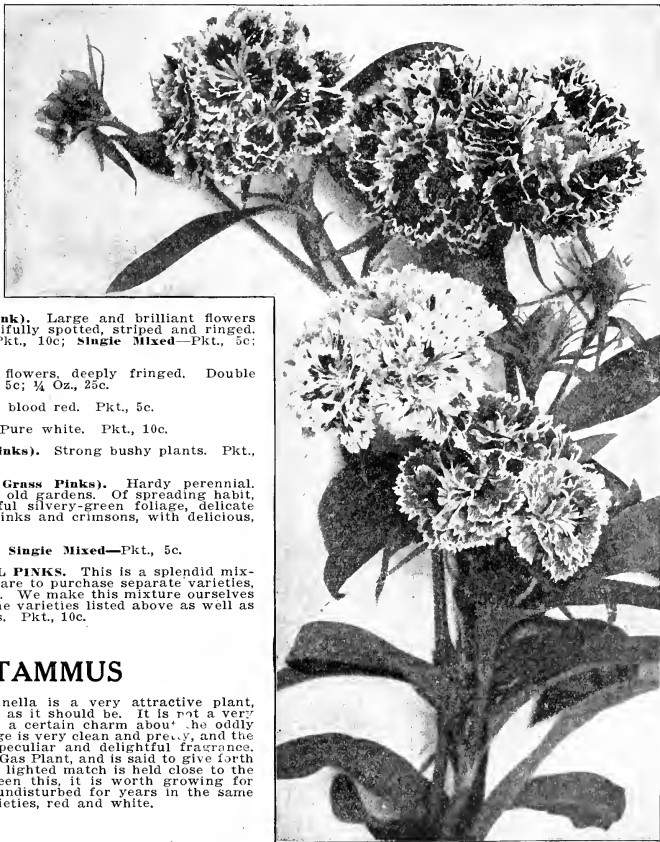 nk). Large and brilliant flowers
ifully spotted, striped and ringed.
Pkt., 10c; Single Mixed—Pkt., 5c;
flowers, deeply fringed. Double
5c; ¼ Oz., 25c.
blood red. Pkt., 5c.
Pure white. Pkt., 10c.
inks). Strong bushy plants. Pkt.,
Grass Pinks). Hardy perennial.
old gardens. Of spreading habit,
ful silvery-green foliage, delicate
inks and crimsons, with delicious,
Single Mixed—Pkt., 5c.
L PINKS. This is a splendid mix-
are to purchase separate varieties,
. We make this mixture ourselves
ne varieties listed above as well as
s. Pkt., 10c.
TAMMUS
nella is a very attractive plant,
as it should be. It is not a very
a certain charm about the oddly
ge is very clean and pretty, and the
peculiar and delightful fragrance.
Gas Plant, and is said to give forth
lighted match is held close to the
een this, it is worth growing for
undisturbed for years in the same
ieties, red and white.